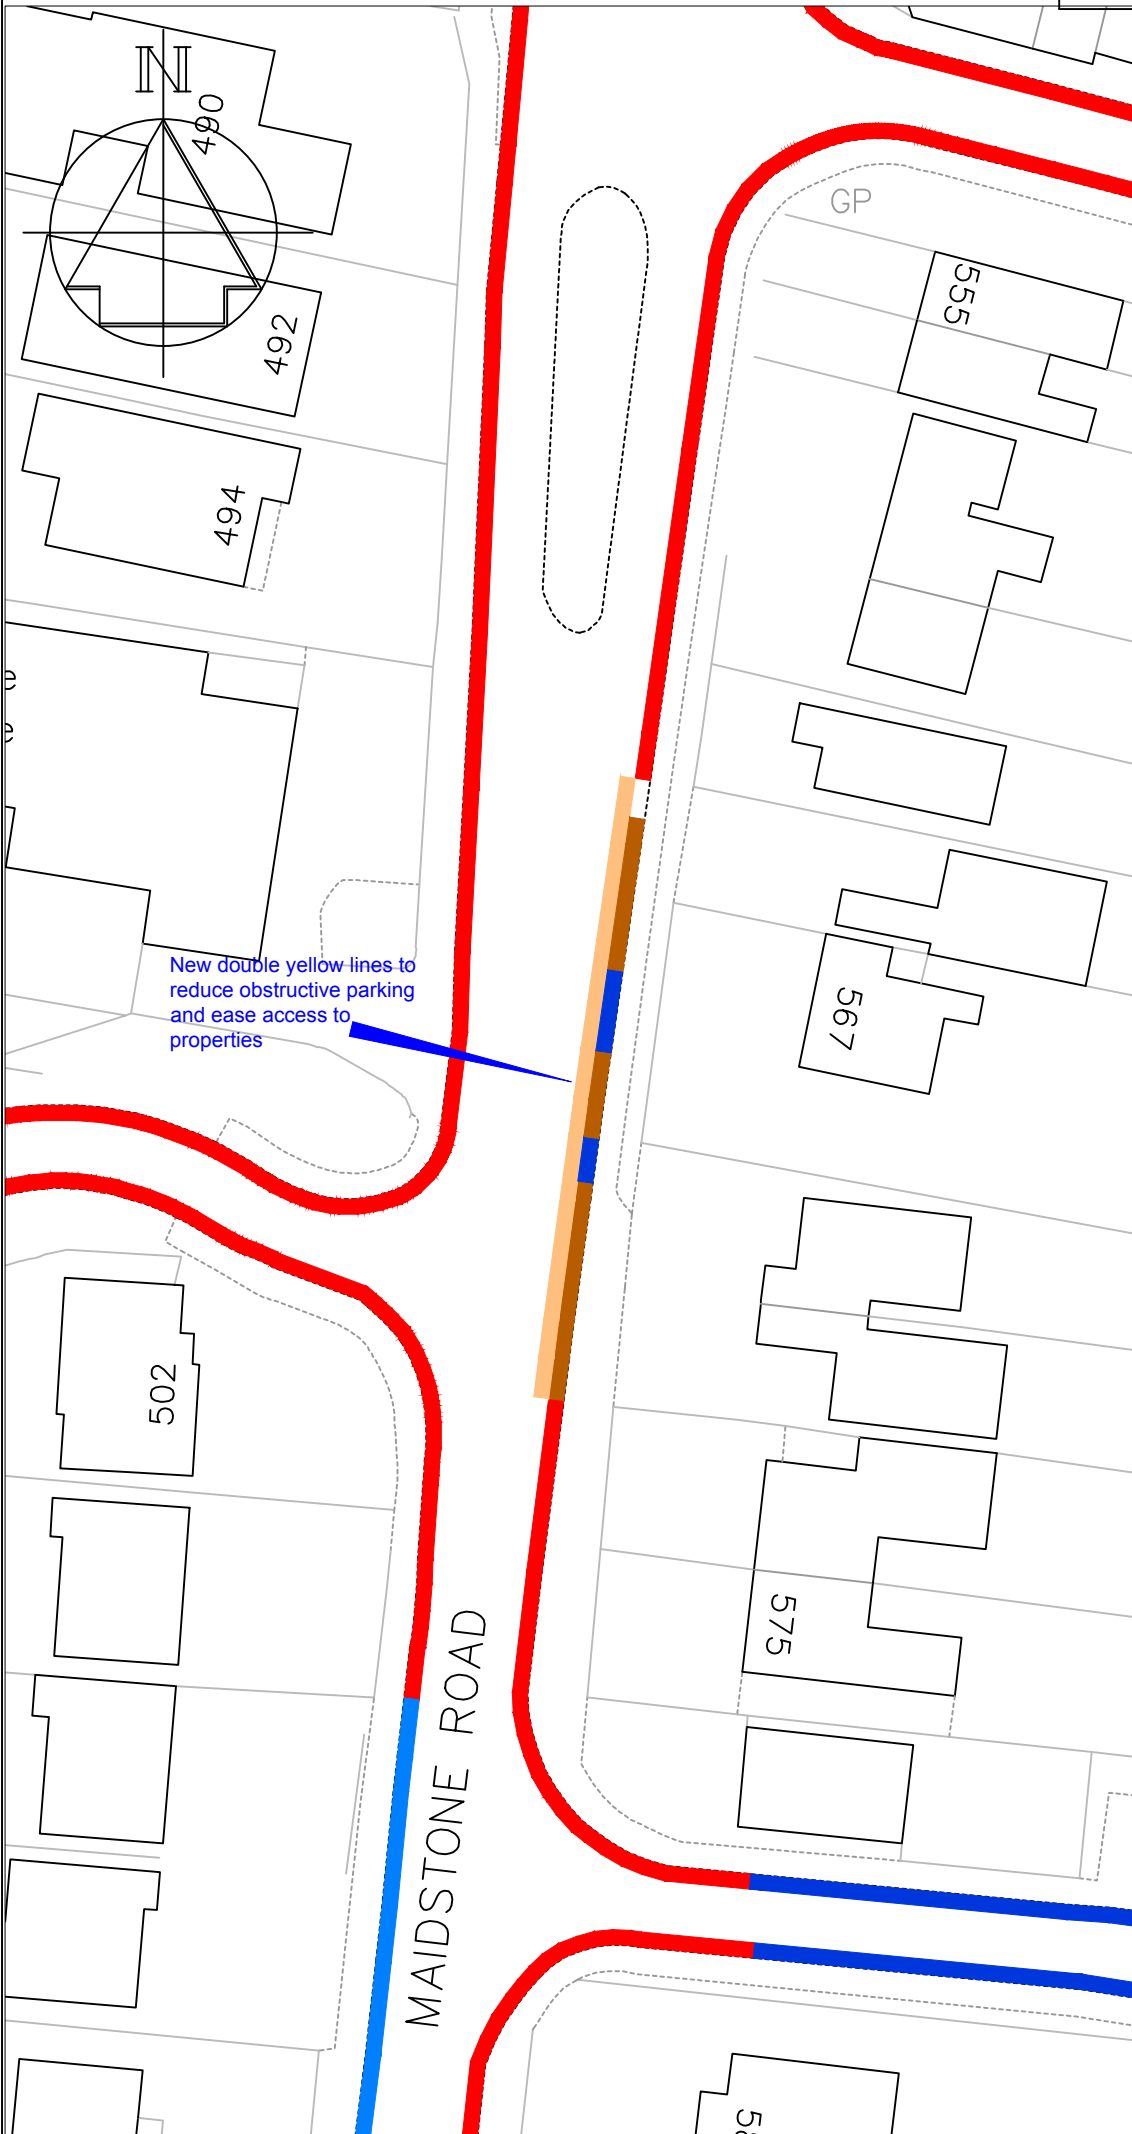 N
490
GP
555
492
494
New double yellow lines to
reduce obstructive parking
and ease access to
properties
567
502
575
MAIDSTONE ROAD